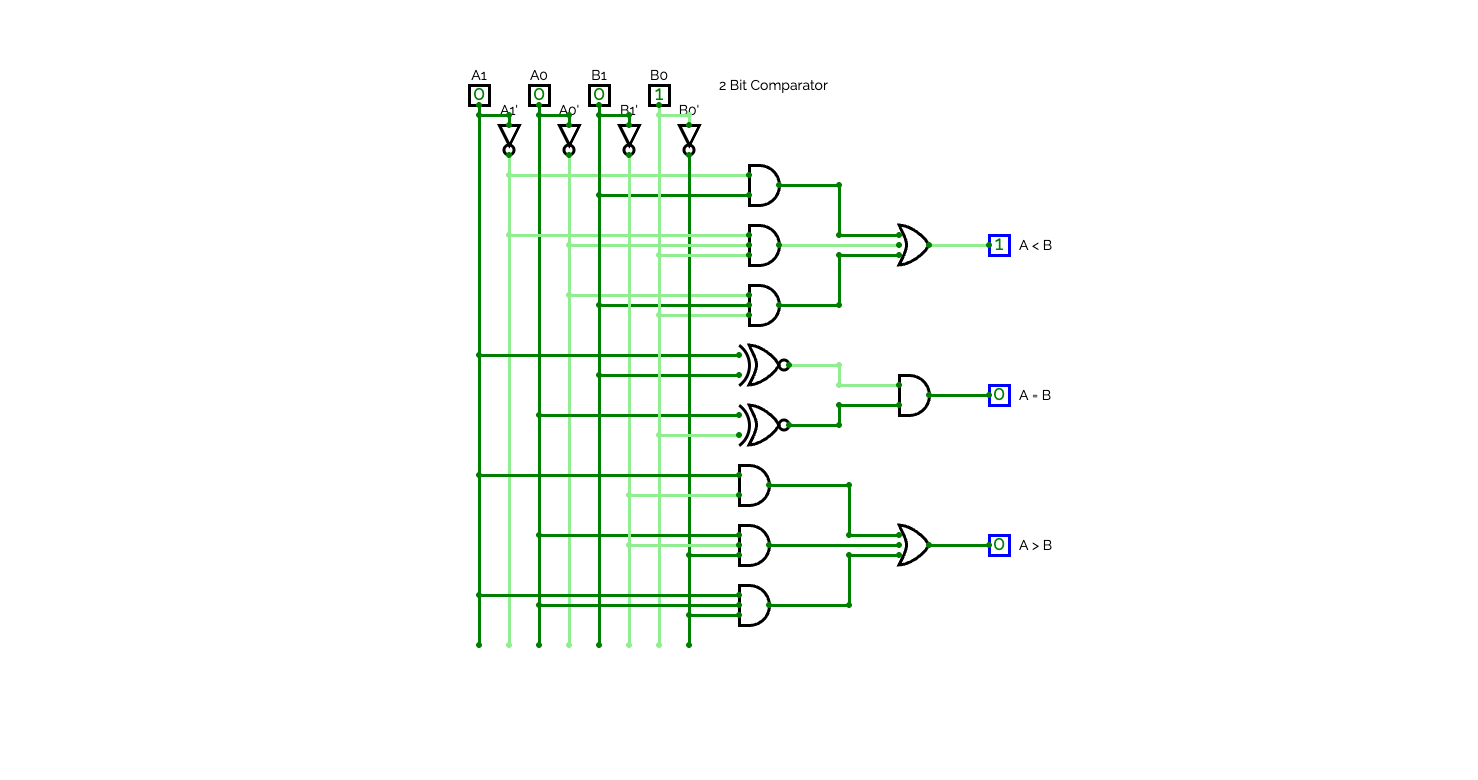 A1 A0 B1 B0 2 Bit Comparator
0 0 0 1
A1' A0' B1' B0'
1 A < B
0 A = B
0 A > B